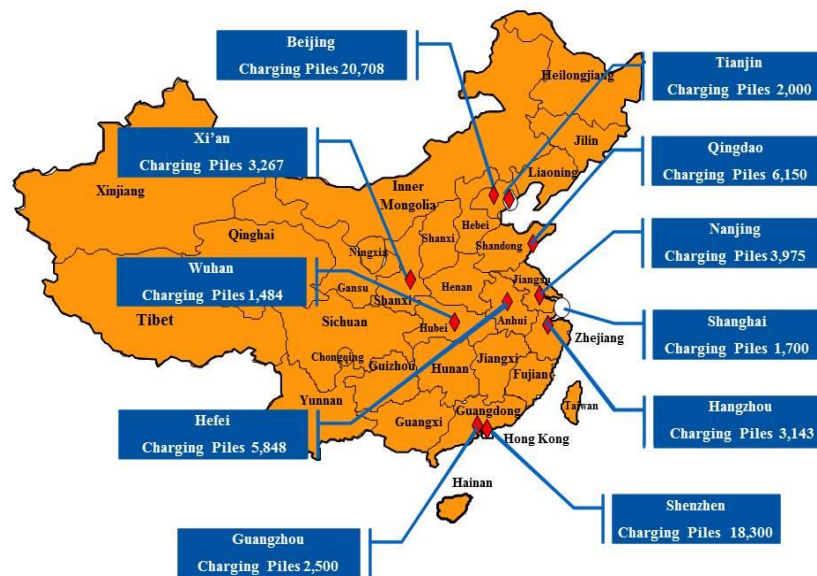 Beijing
Charging Piles 20,708
Tianjin
Charging Piles 2,000
Heilongjiang
Xi'an
Charging Piles 3,267
Jilin
Qingdao
Charging Piles 6,150
Liaoning
Xinjiang
Inner
Mongolia
Hebei
Shanxi
Shandong
Qinghai
Ningxia
Nanjing
Charging Piles 3,975
Wuhan
Charging Piles 1,484
Gansu
Shanxi
Henan
Jiangsu
Tibet
Sichuan
Hubei
Anhui
Zhejiang
Shanghai
Charging Piles 1,700
Chongqing
Guizhou
Hunan
Jiangxi
Fujian
Yunnan
Hefei
Charging Piles 5,848
Guangxi
Guangdong
Taiwan
Hangzhou
Charging Piles 3,143
Hong Kong
Hainan
Shenzhen
Charging Piles 18,300
Guangzhou
Charging Piles 2,500